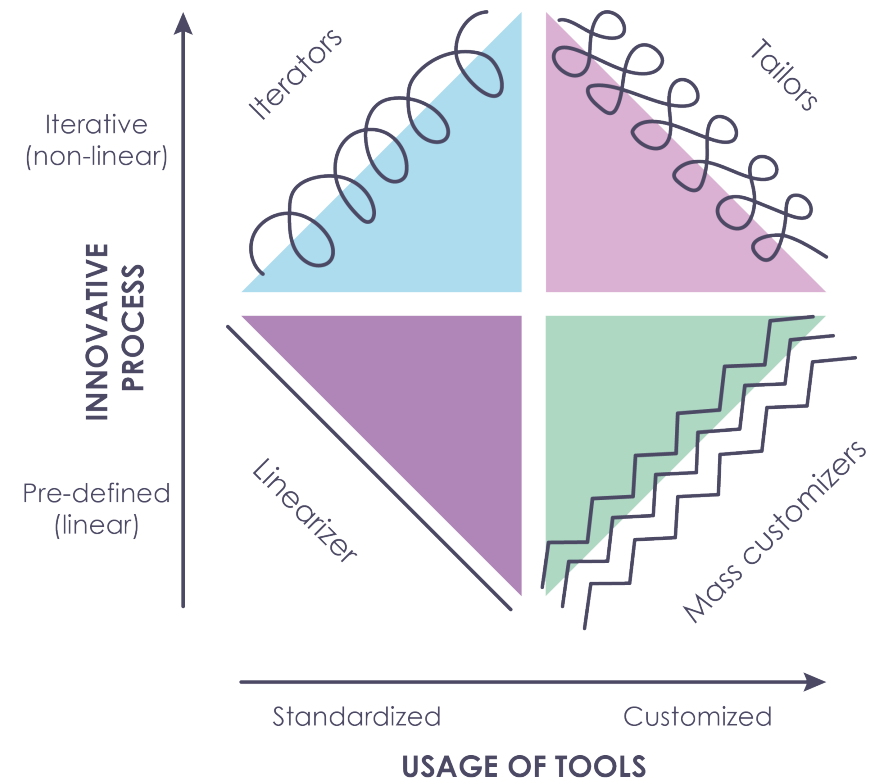 Iterators
Tailors
Iterative
(non-linear)
INNOVATIVE
PROCESS
Pre-defined
(linear)
Linearizer
Mass customizers
Standardized
Customized
USAGE OF TOOLS